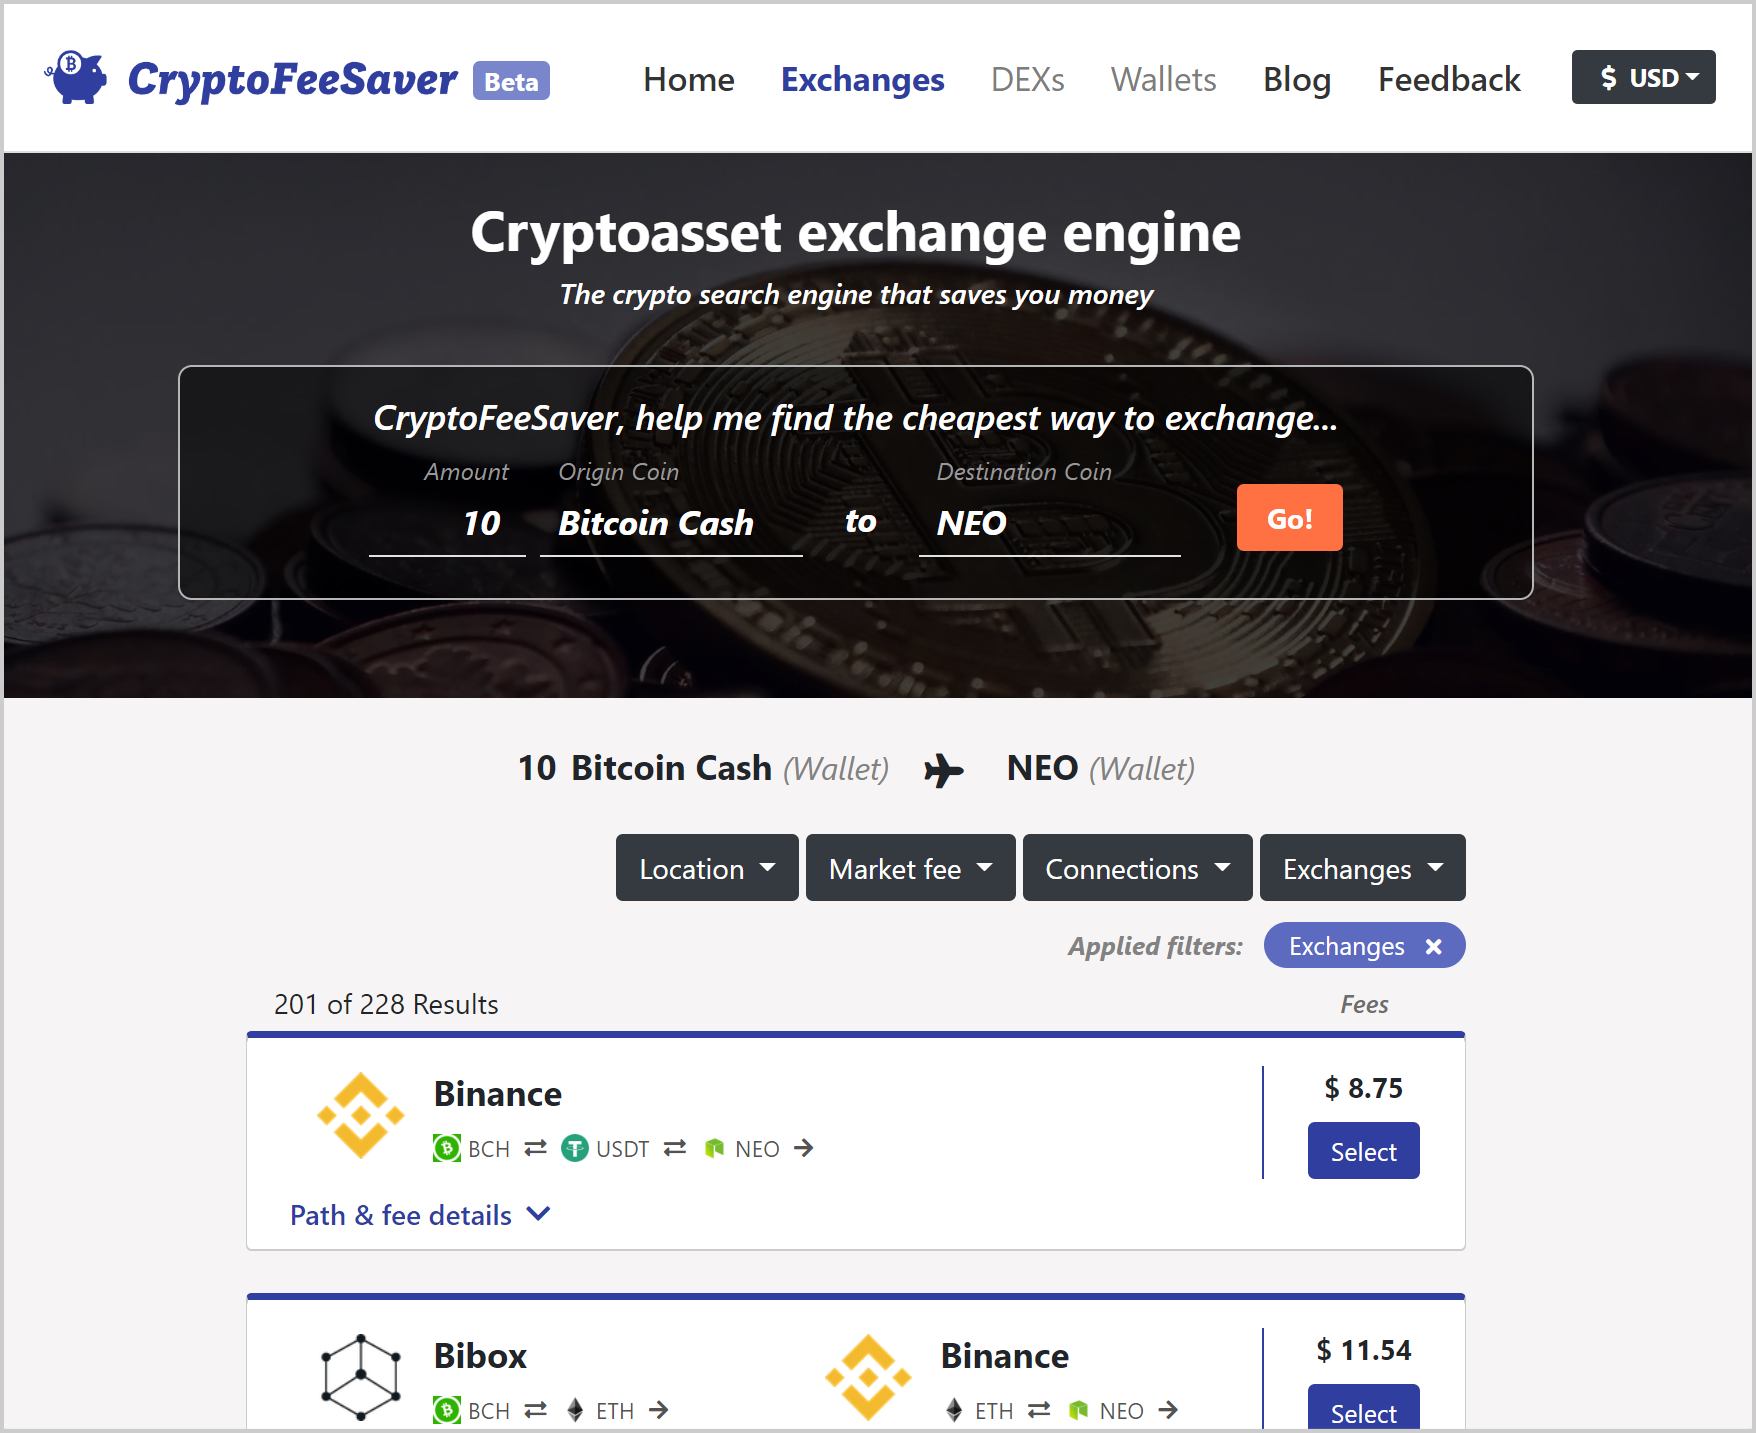 CryptoFeeSaver Beta Home Exchanges DEXs Wallets Blog Feedback $ USD
Cryptoasset exchange engine
The crypto search engine that saves you money
CryptoFeeSaver, help me find the cheapest way to exchange...
Amount Origin Coin Destination Coin
10 Bitcoin Cash to NEO Go!
10 Bitcoin Cash (Wallet) NEO (Wallet)
Location Market fee Connections Exchanges
Applied filters: Exchanges ×
201 of 228 Results Fees
Binance $ 8.75
BCH USDT NEO Select
Path & fee details
Bibox Binance $ 11.54
BCH ETH ETH NEO Select